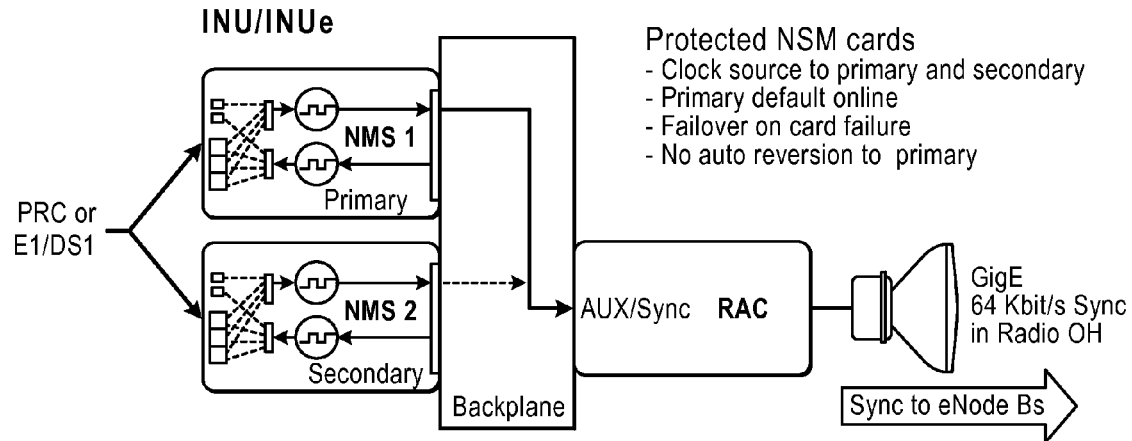 INU/INUe
Protected NSM cards
- Clock source to primary and secondary
- Primary default online
- Failover on card failure
- No auto reversion to primary
NMS 1
Primary
PRC or
E1/DS1
NMS 2
Secondary
Backplane
AUX/Sync
RAC
GigE
64 Kbit/s Sync
in Radio OH
Sync to eNode Bs